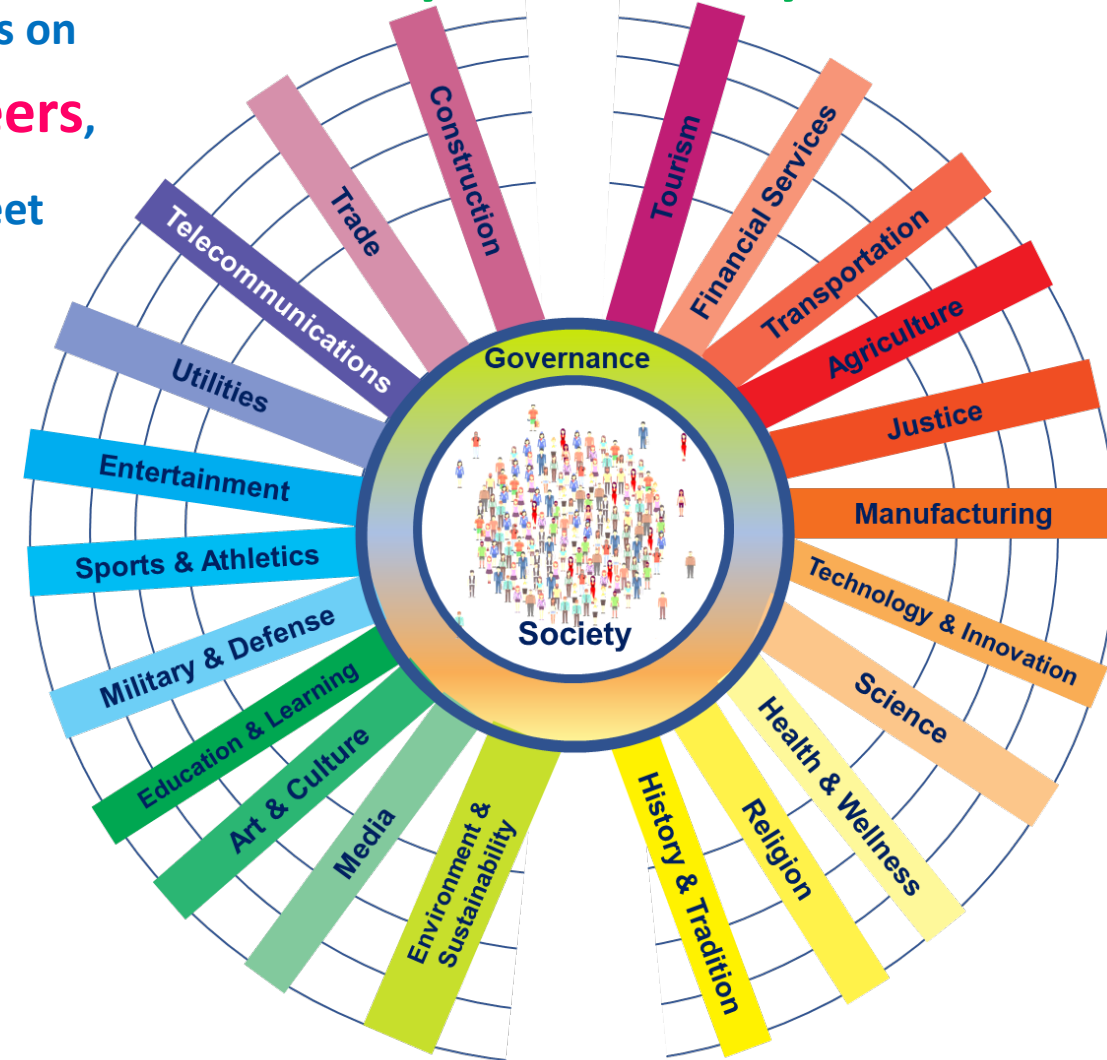 s on
eers,
eet
Construction
Trade
Telecommunications
Utilities
Entertainment
Sports & Athletics
Military & Defense
Education & Learning
Art & Culture
Media
Environment &
Sustainability
Tourism
Financial Services
Transportation
Agriculture
Justice
Manufacturing
Technology & Innovation
Science
Health & Wellness
Religion
History & Tradition
Governance
Society